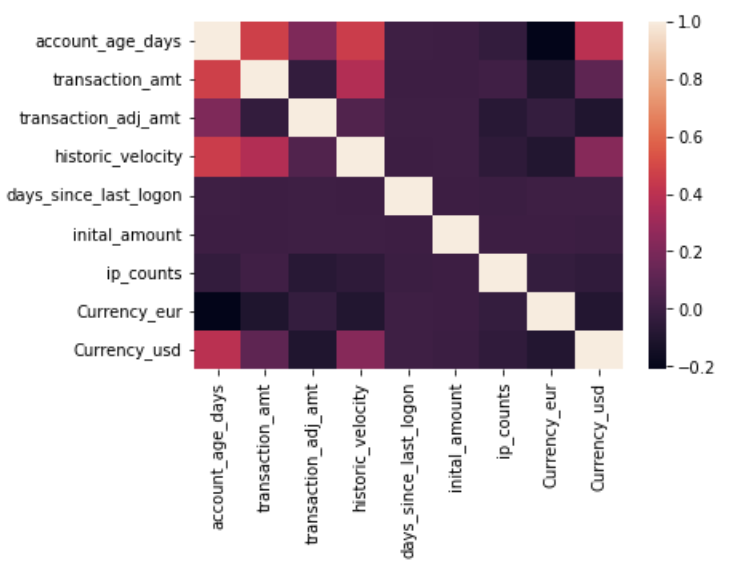 account_age_days
transaction_amt
transaction_adj_amt
historic_velocity
days_since_last_logon
inital_amount
ip_counts
Currency_eur
Currency_usd
1.0
0.8
0.6
0.4
0.2
0.0
−0.2
account_age_days
transaction_amt
transaction_adj_amt
historic_velocity
days_since_last_logon
inital_amount
ip_counts
Currency_eur
Currency_usd